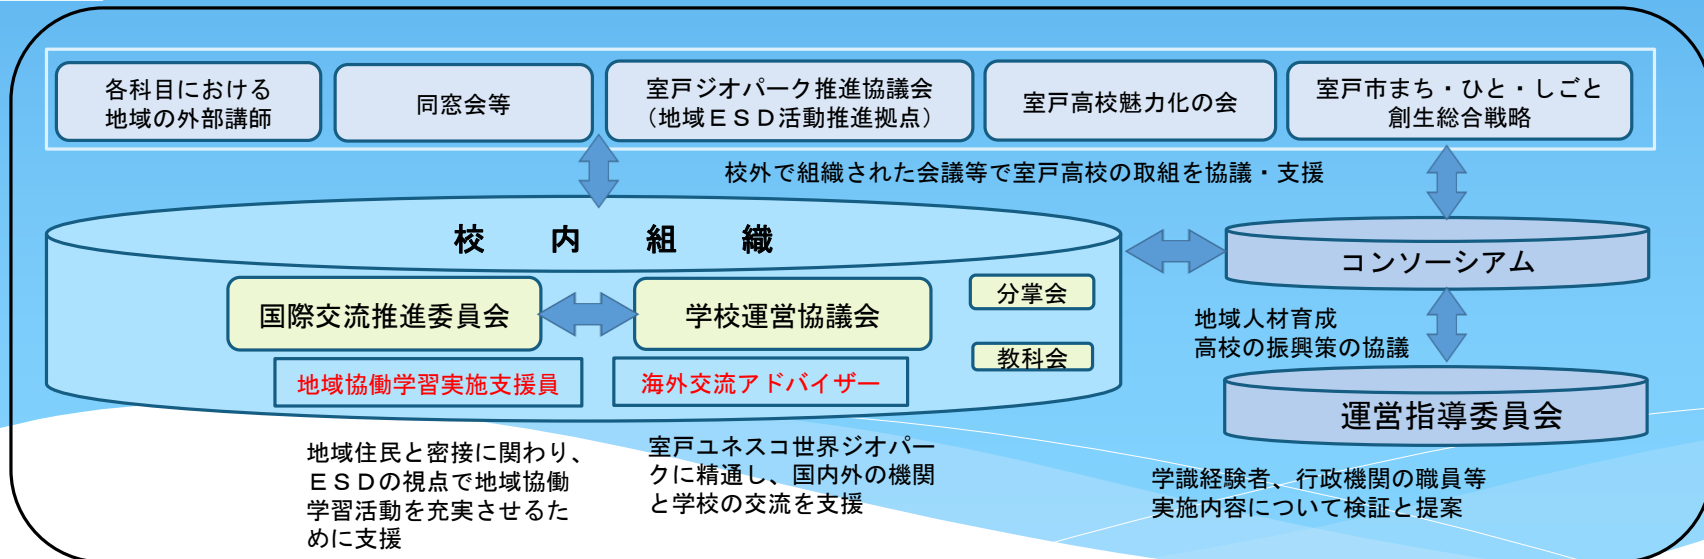 各科目における
地域の外部講師
同窓会等
室戸ジオパーク推進協議会
(地域ESD活動推進拠点)
室戸高校魅力化の会
室戸市まち・ひと・しごと
創生総合戦略
校外で組織された会議等で室戸高校の取組を協議・支援
校内組織
国際交流推進委員会
学校運営協議会
分掌会
教科会
地域協働学習実施支援員
海外交流アドバイザー
コンソーシアム
地域人材育成
高校の振興策の協議
運営指導委員会
地域住民と密接に関わり、
ESDの視点で地域協働
学習活動を充実させるた
めに支援
室戸ユネスコ世界ジオパー
クに精通し、国内外の機関
と学校の交流を支援
学識経験者、行政機関の職員等
実施内容について検証と提案